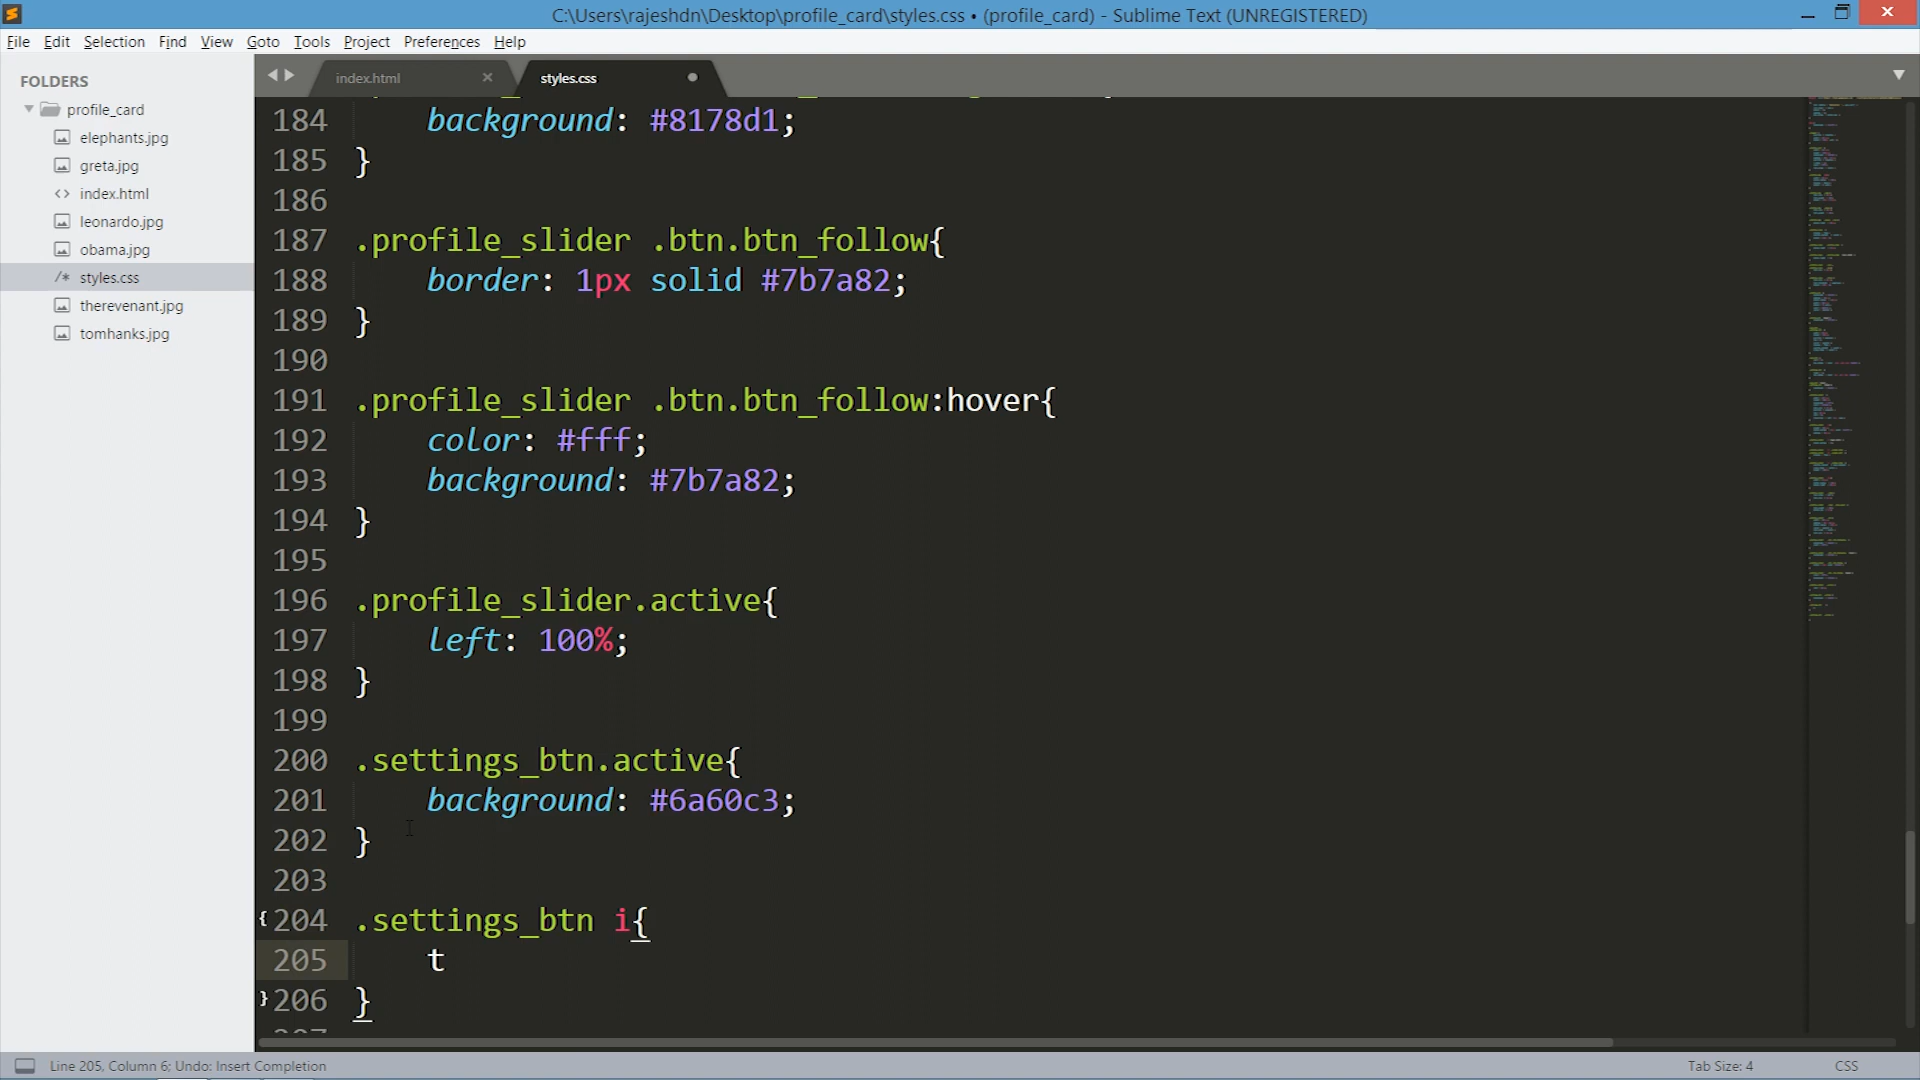 C:\Users\rajeshdn\Desktop\profile_card\styles.css • (profile_card) - Sublime Text (UNREGISTERED)
File Edit Selection Find View Goto Tools Project Preferences Help
FOLDERS
profile_card
elephants.jpg
greta.jpg
index.html
leonardo.jpg
obama.jpg
styles.css
therevenant.jpg
tomhanks.jpg
index.html styles.css
184 background: #8178d1;
185 }
186
187 .profile_slider .btn.btn_follow{
188 border: 1px solid #7b7a82;
189 }
190
191 .profile_slider .btn.btn_follow:hover{
192 color: #fff;
193 background: #7b7a82;
194 }
195
196 .profile_slider.active{
197 left: 100%;
198 }
199
200 .settings_btn.active{
201 background: #6a60c3;
202 }
203
204 .settings_btn i{
205 t
206 }
Line 205, Column 6; Undo: Insert Completion
Tab Size: 4
CSS